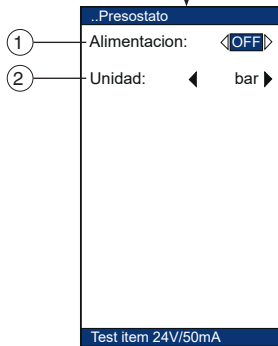 ..Presostato
1 Alimentacion: OFF
2 Unidad: bar
Test item 24V/50mA